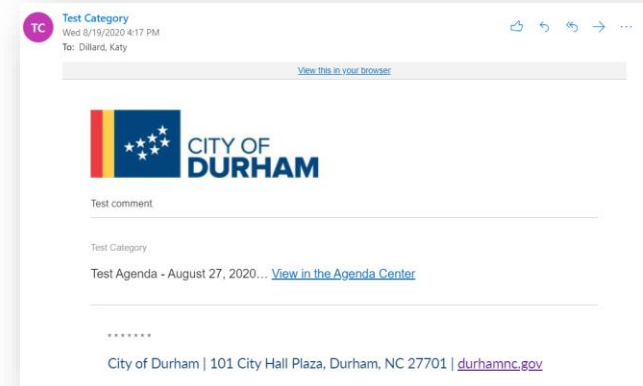 TC
Test Category
Wed 8/19/2020 4:17 PM
To: Dillard, Katy
View this in your browser
CITY OF
DURHAM
Test comment
Test Category
Test Agenda - August 27, 2020… View in the Agenda Center
* * * * * * *
City of Durham | 101 City Hall Plaza, Durham, NC 27701 | durhamnc.gov